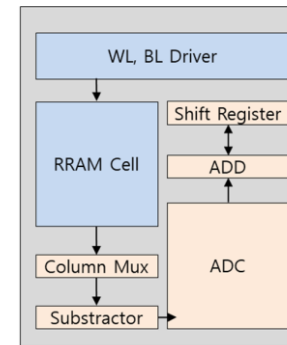 WL, BL Driver
Shift Register
RRAM Cell
ADD
Column Mux
ADC
Substractor